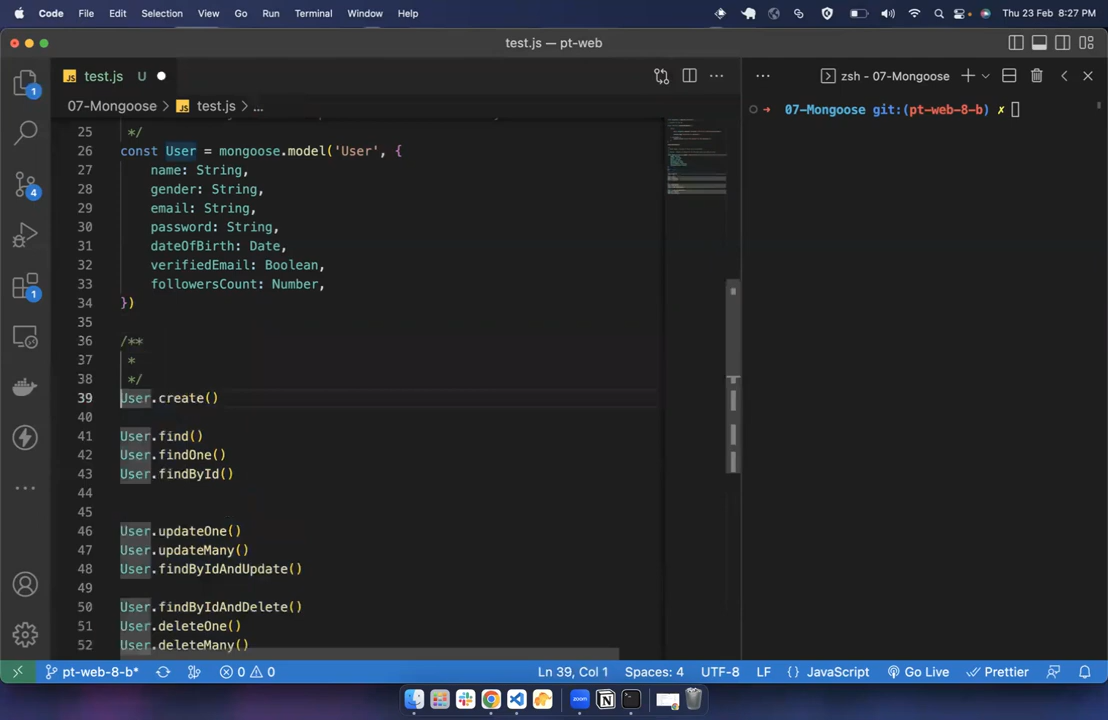 Code File Edit Selection View Go Run Terminal Window Help Thu 23 Feb 8:27 PM
test.js — pt-web
JS test.js U
zsh - 07-Mongoose
07-Mongoose > JS test.js > ...
→ 07-Mongoose git:(pt-web-8-b) ✗
25 */
26 const User = mongoose.model('User', {
27 name: String,
28 gender: String,
29 email: String,
30 password: String,
31 dateOfBirth: Date,
32 verifiedEmail: Boolean,
33 followersCount: Number,
34 })
35
36 /**
37 *
38 */
39 User.create()
40
41 User.find()
42 User.findOne()
43 User.findById()
44
45
46 User.updateOne()
47 User.updateMany()
48 User.findByIdAndUpdate()
49
50 User.findByIdAndDelete()
51 User.deleteOne()
52 User.deleteMany()
1
4
1
pt-web-8-b* 0 0 Ln 39, Col 1 Spaces: 4 UTF-8 LF {} JavaScript Go Live Prettier
zoom